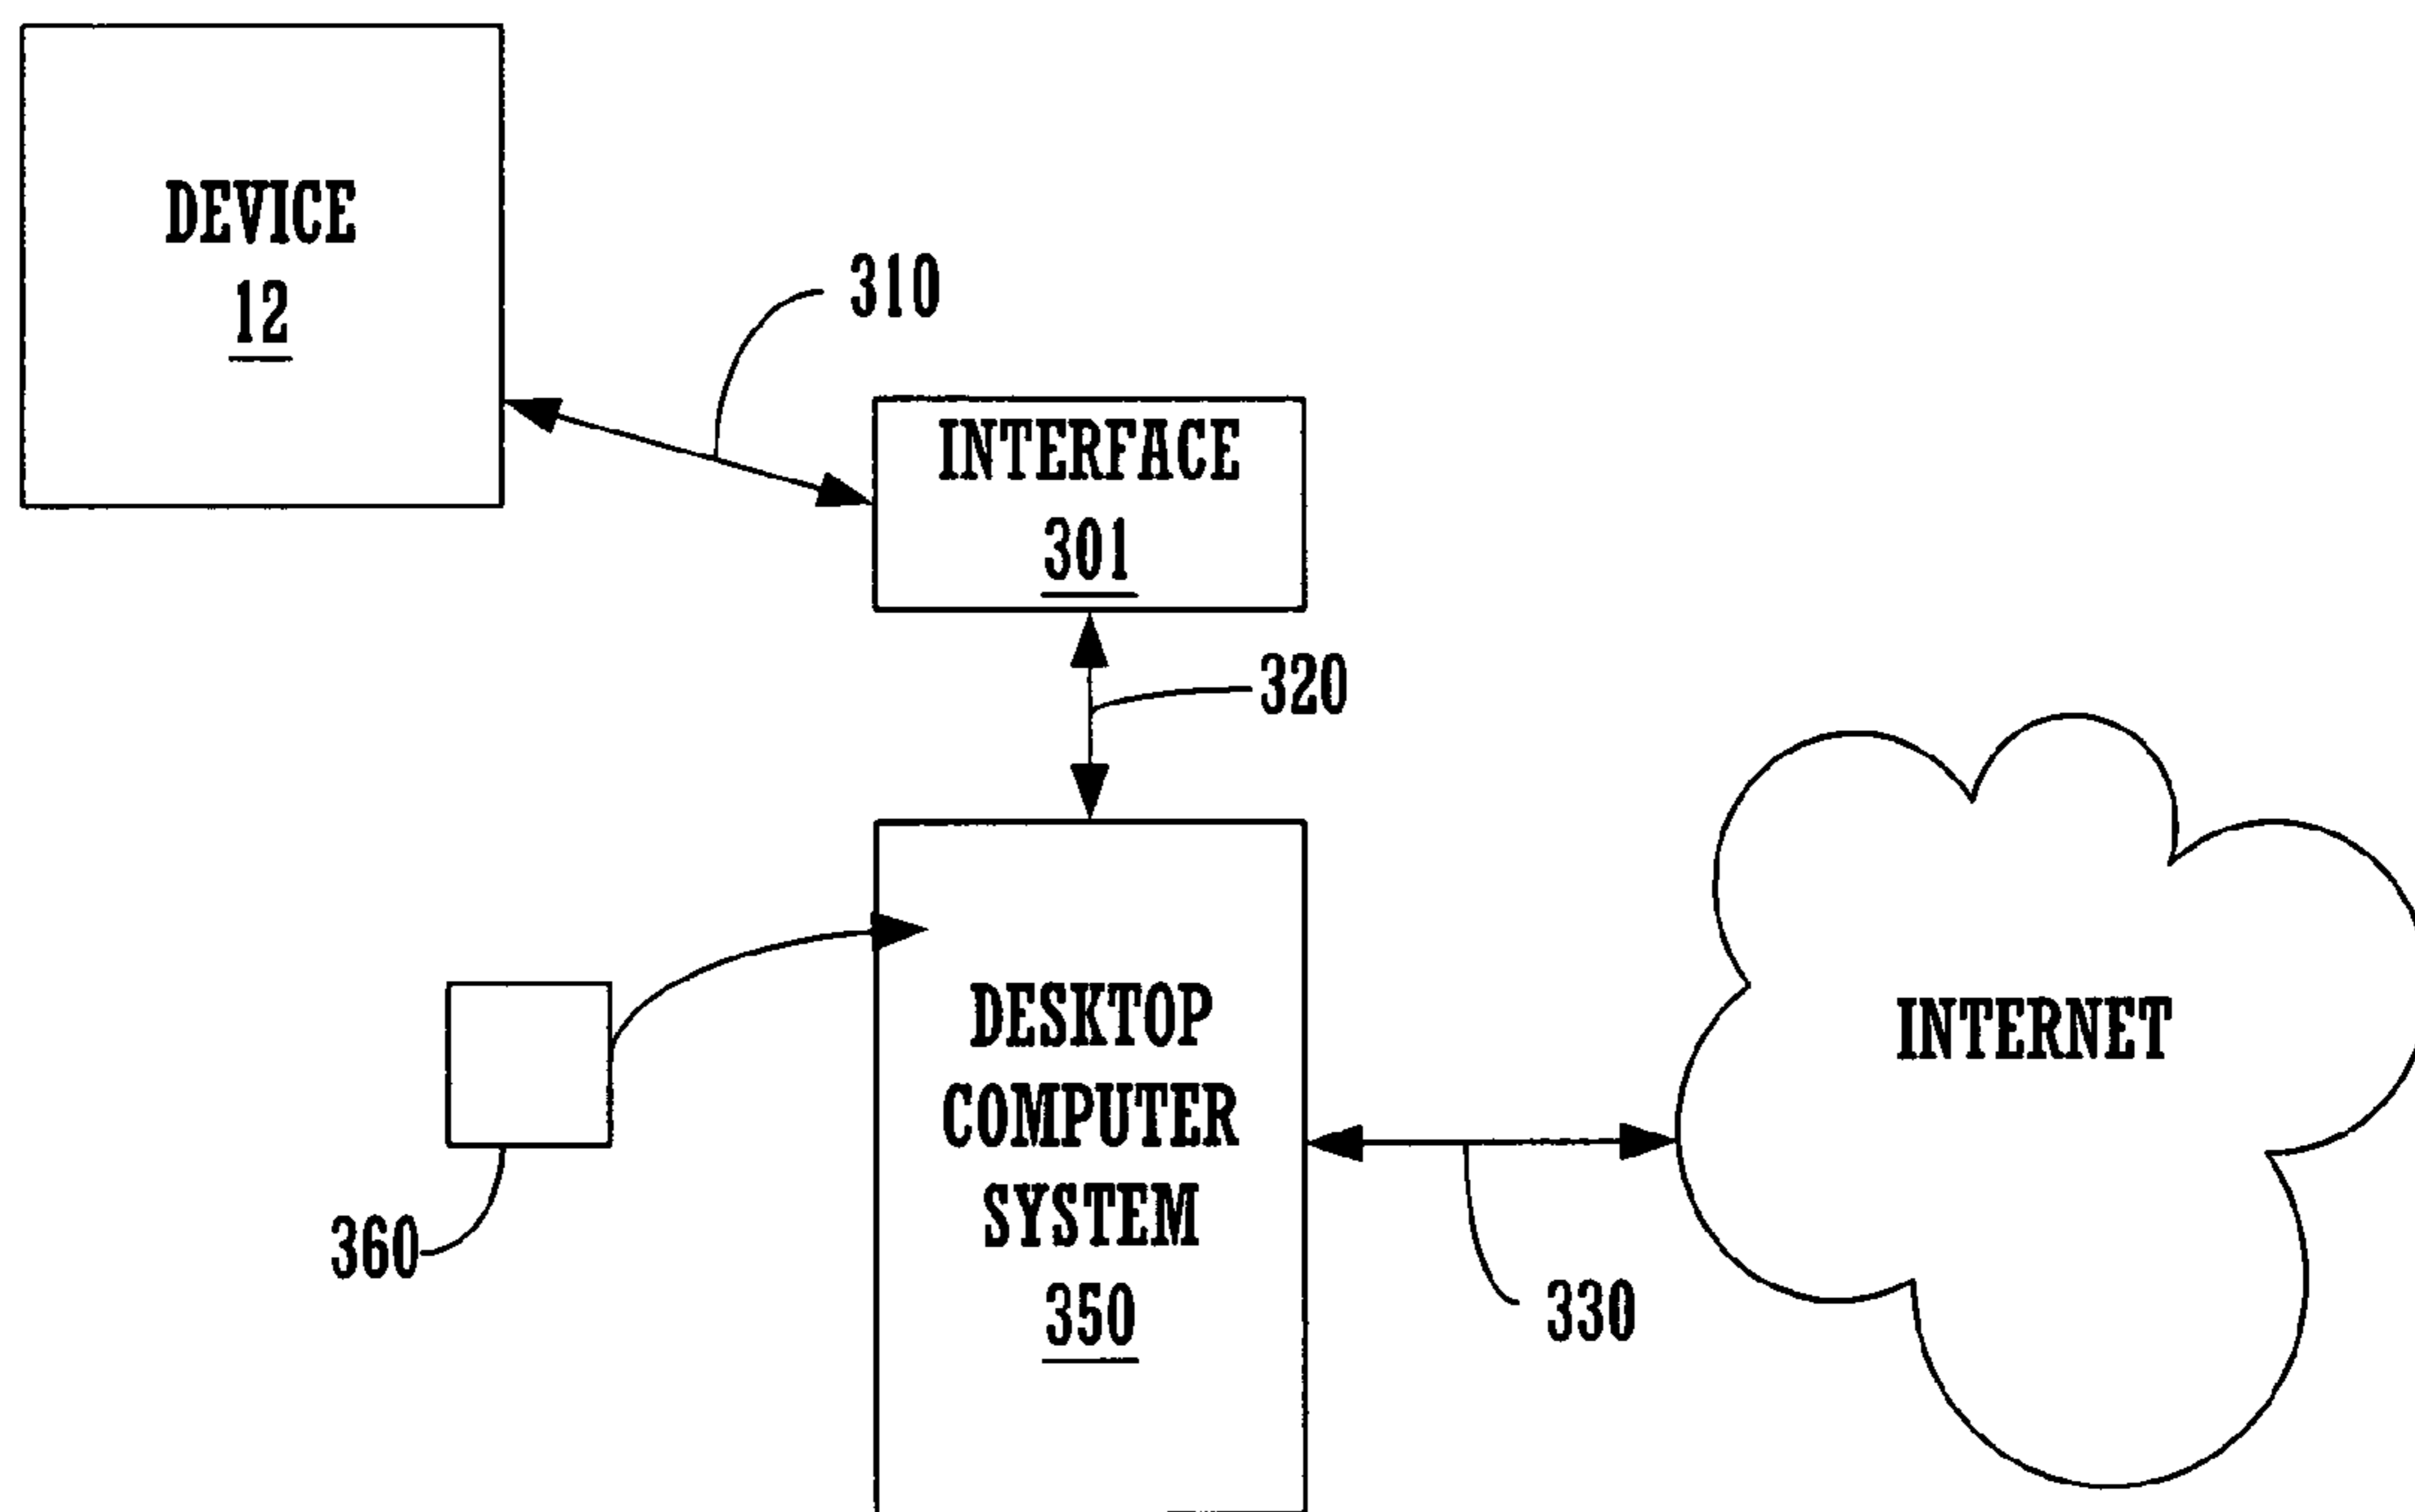 DEVICE
12
310
INTERFACE
301
320
DESKTOP
COMPUTER
SYSTEM
350
INTERNET
360
330